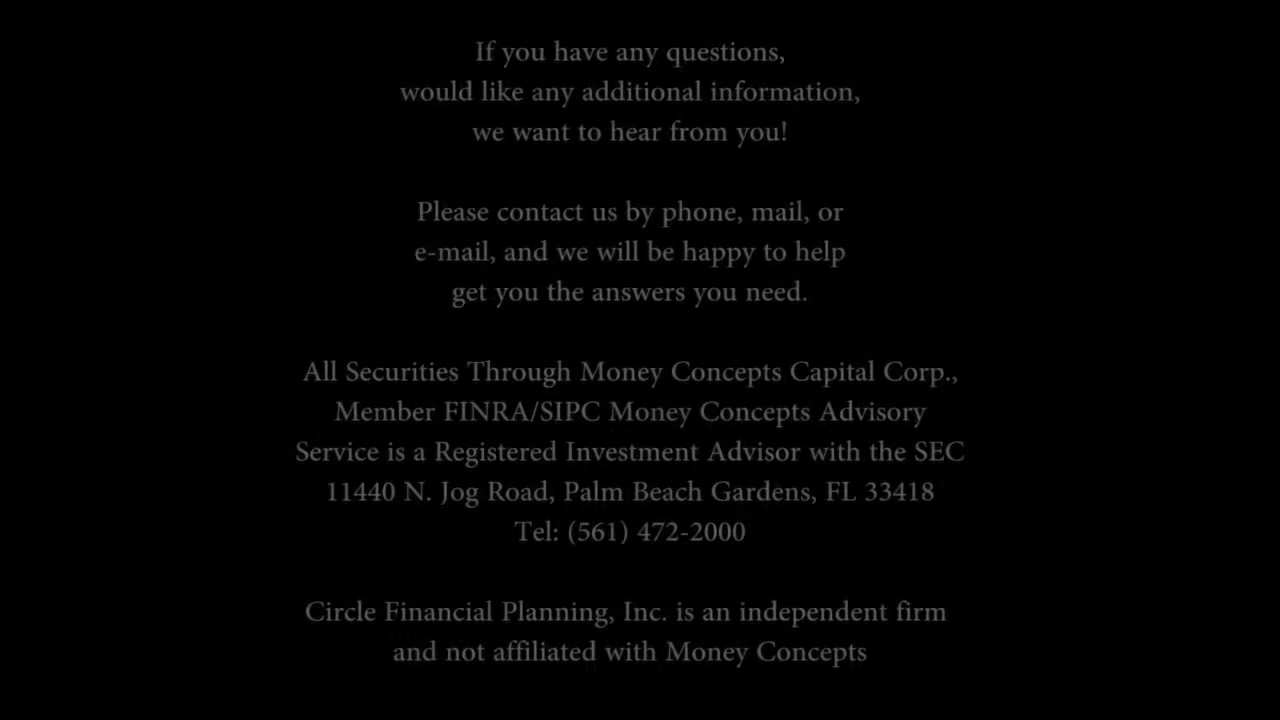 If you have any questions,
would like any additional information,
we want to hear from you!
Please contact us by phone, mail, or
e-mail, and we will be happy to help
get you the answers you need.
All Securities Through Money Concepts Capital Corp.,
Member FINRA/SIPC Money Concepts Advisory
Service is a Registered Investment Advisor with the SEC
11440 N. Jog Road, Palm Beach Gardens, FL 33418
Tel: (561) 472-2000
Circle Financial Planning, Inc. is an independent firm
and not affiliated with Money Concepts